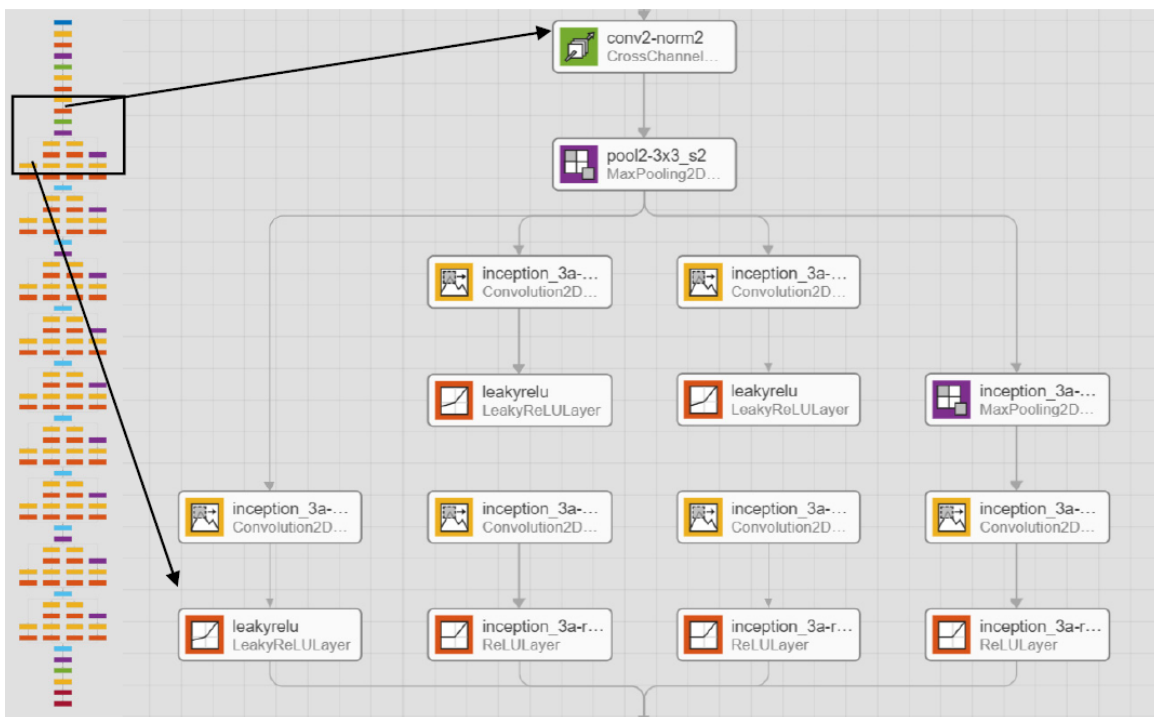 conv2-norm2
CrossChannel...
pool2-3x3_s2
MaxPooling2D...
inception_3a-...
Convolution2D...
inception_3a-...
Convolution2D...
leakyrelu
LeakyReLULayer
leakyrelu
LeakyReLULayer
inception_3a-...
MaxPooling2D...
inception_3a-...
Convolution2D...
inception_3a-...
Convolution2D...
inception_3a-...
Convolution2D...
inception_3a-...
Convolution2D...
leakyrelu
LeakyReLULayer
inception_3a-r...
ReLULayer
inception_3a-r...
ReLULayer
inception_3a-r...
ReLULayer